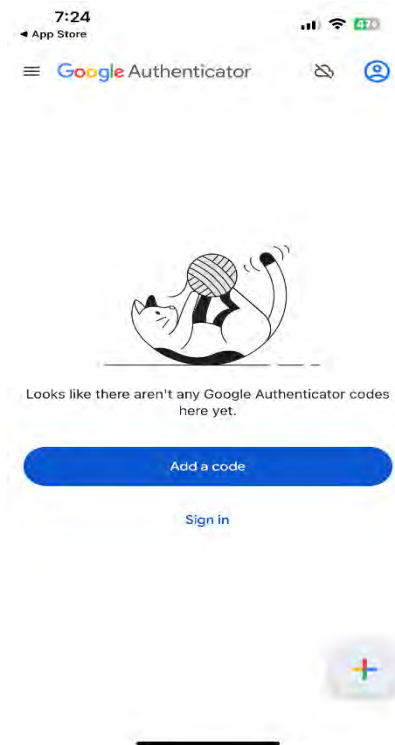 7:24
◀ App Store
47
Google Authenticator
Looks like there aren't any Google Authenticator codes
here yet.
Add a code
Sign in